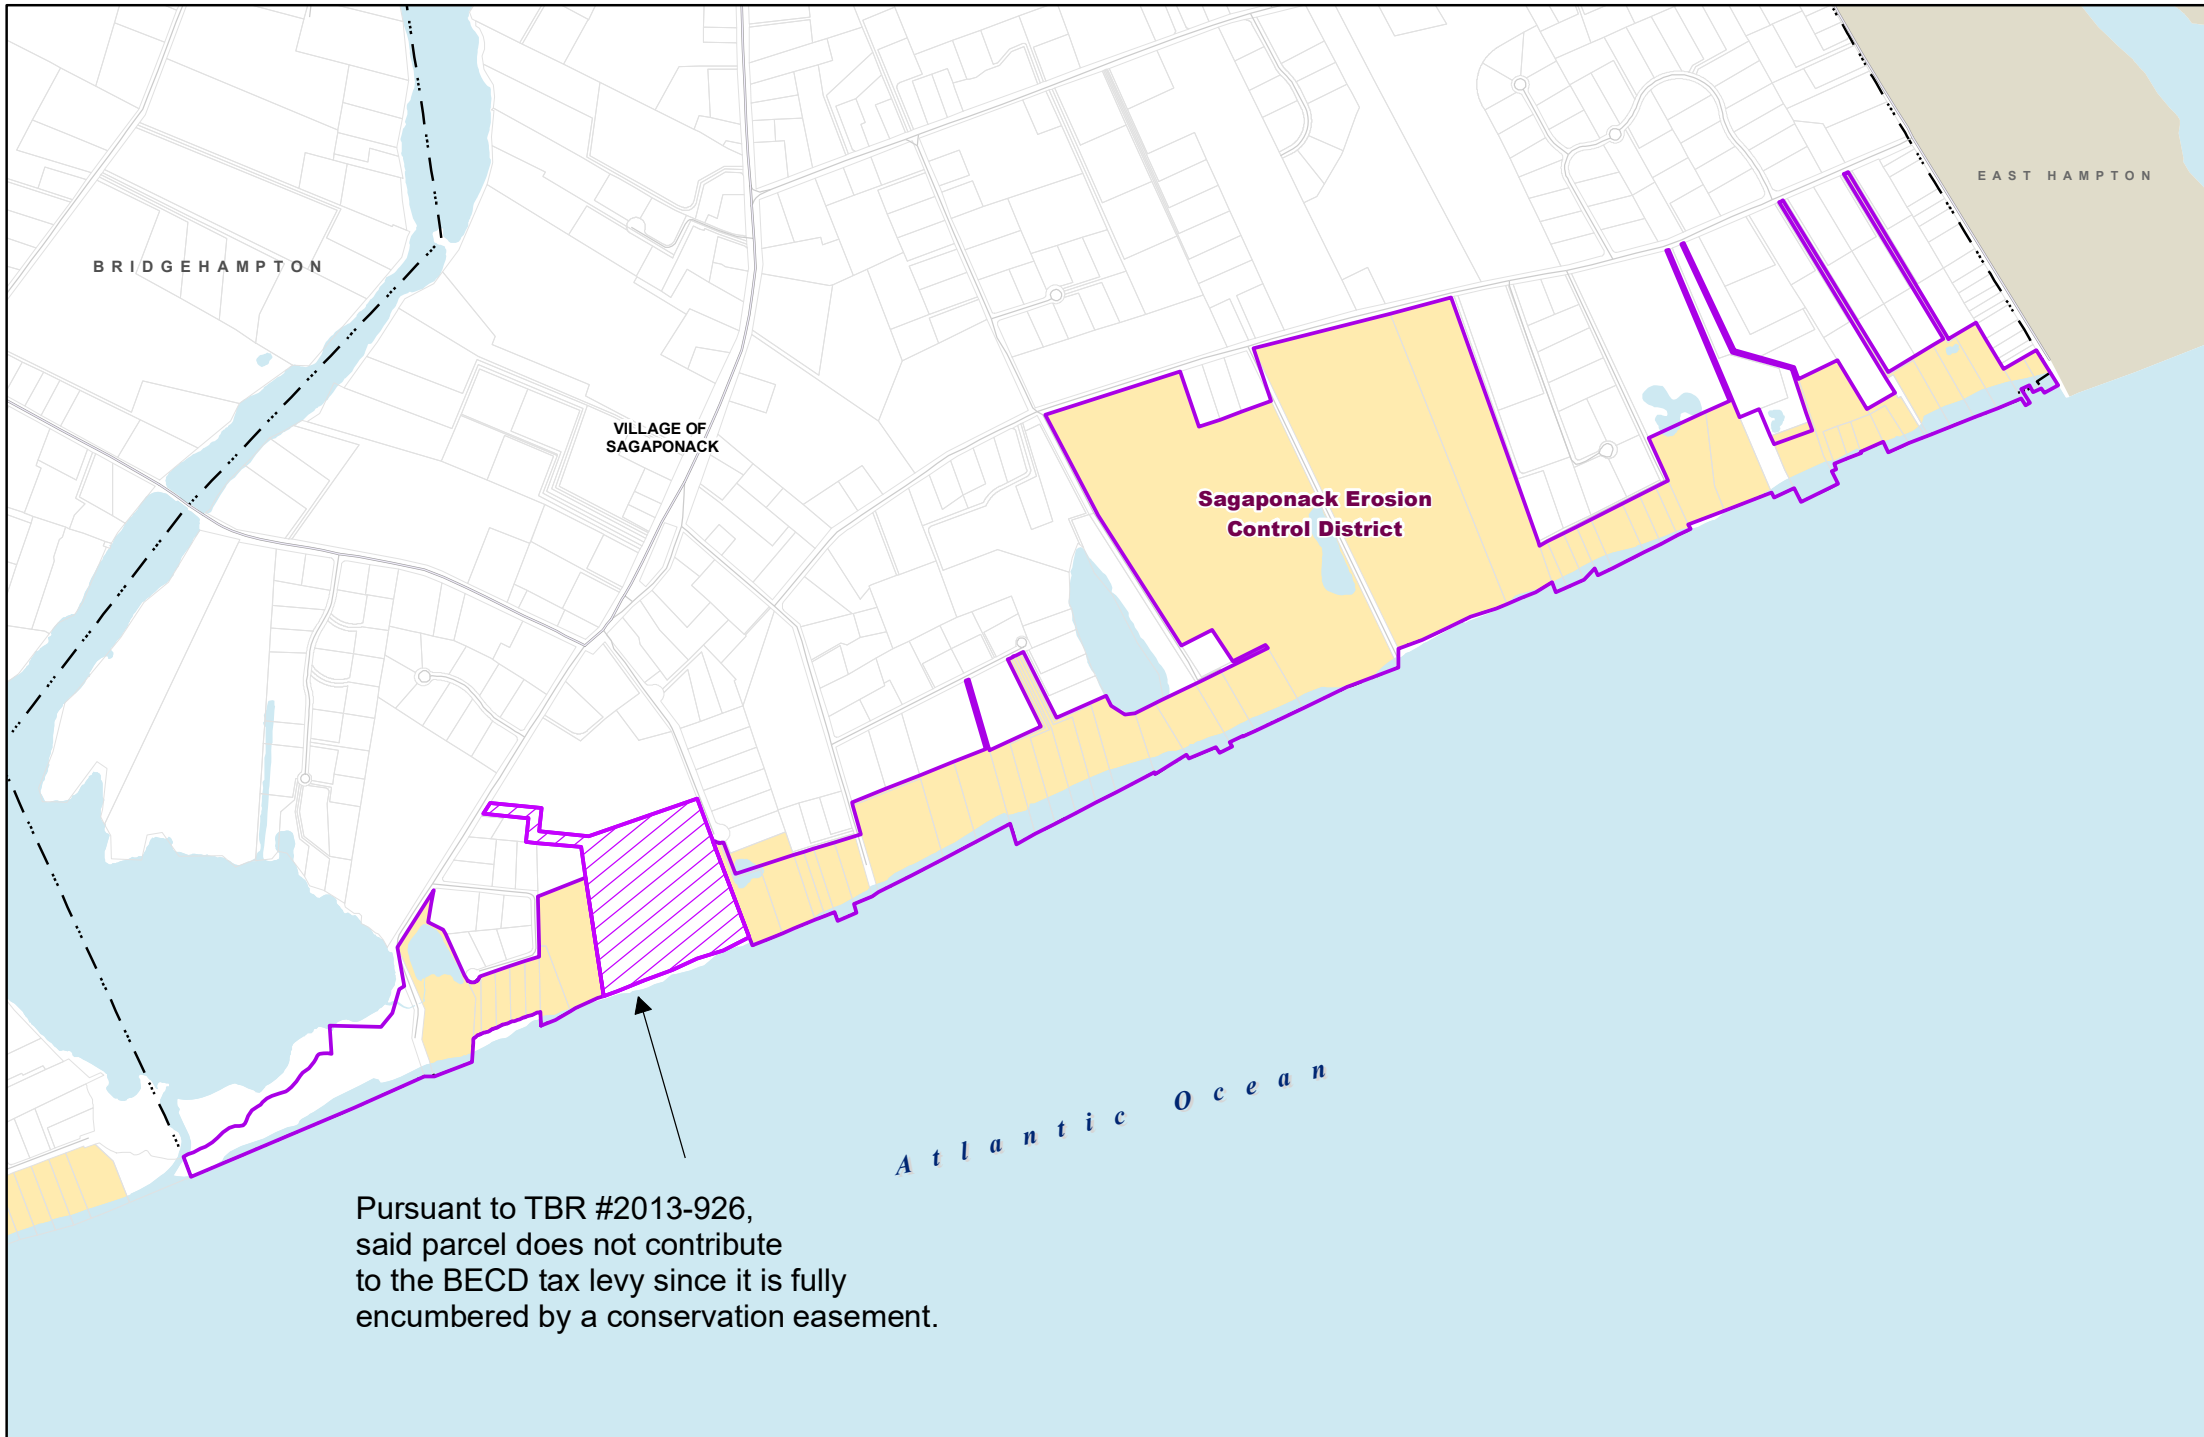 EAST HAMPTON
BRIDGEHAMPTON
VILLAGE OF
SAGAPONACK
Sagaponack Erosion
Control District
Atlantic Ocean
Pursuant to TBR #2013-926,
said parcel does not contribute
to the BECD tax levy since it is fully
encumbered by a conservation easement.